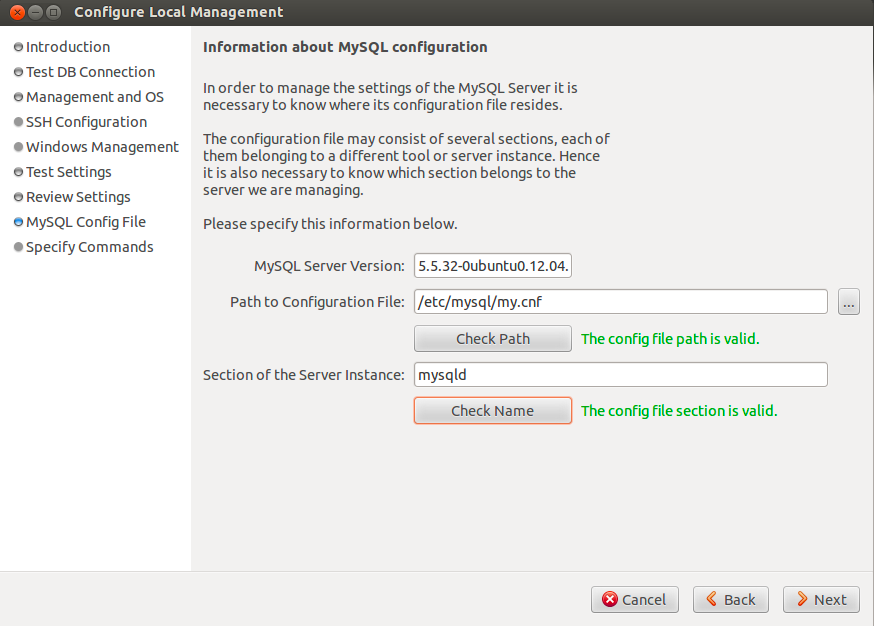 Configure Local Management
Introduction
Test DB Connection
Management and OS
SSH Configuration
Windows Management
Test Settings
Review Settings
MySQL Config File
Specify Commands
Information about MySQL configuration
In order to manage the settings of the MySQL Server it is
necessary to know where its configuration file resides.
The configuration file may consist of several sections, each of
them belonging to a different tool or server instance. Hence
it is also necessary to know which section belongs to the
server we are managing.
Please specify this information below.
MySQL Server Version: 5.5.32-0ubuntu0.12.04.
Path to Configuration File: /etc/mysql/my.cnf ...
Check Path The config file path is valid.
Section of the Server Instance: mysqld
Check Name The config file section is valid.
Cancel Back Next